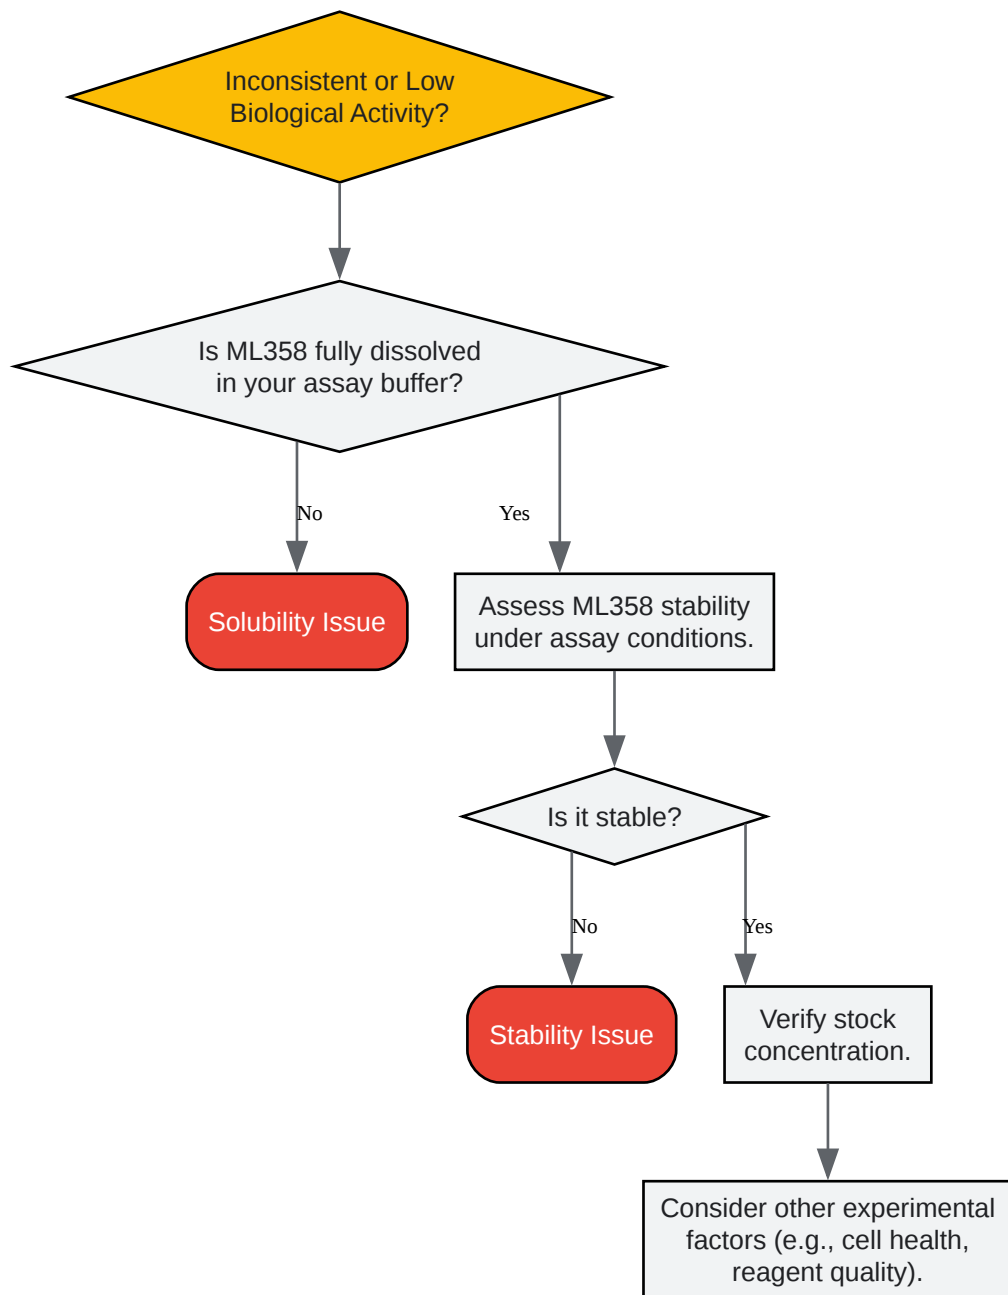 Inconsistent or Low
Biological Activity?
Is ML358 fully dissolved
in your assay buffer?
No
Yes
Solubility Issue
Assess ML358 stability
under assay conditions.
Is it stable?
No
Yes
Stability Issue
Verify stock
concentration.
Consider other experimental
factors (e.g., cell health,
reagent quality).